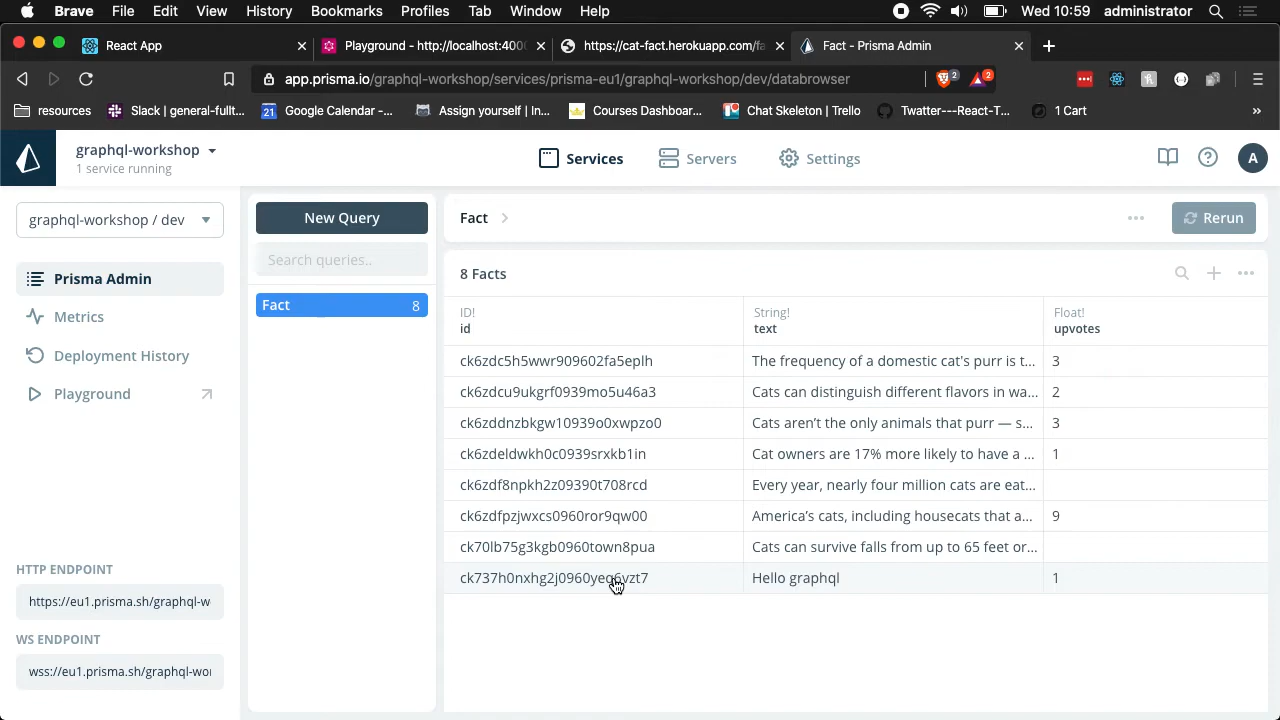 Brave File Edit View History Bookmarks Profiles Tab Window Help Wed 10:59 administrator
React App
Playground - http://localhost:400
https://cat-fact.herokuapp.com/fa
Fact - Prisma Admin
app.prisma.io/graphql-workshop/services/prisma-eu1/graphql-workshop/dev/databrowser
2
2
resources
Slack | general-fullt...
21
Google Calendar -...
Assign yourself | In...
Courses Dashboar...
Chat Skeleton | Trello
Twatter---React-T...
1 Cart
»
graphql-workshop
1 service running
Services
Servers
Settings
A
graphql-workshop / dev
Prisma Admin
Metrics
Deployment History
Playground
HTTP ENDPOINT
https://eu1.prisma.sh/graphql-w
WS ENDPOINT
wss://eu1.prisma.sh/graphql-wor
New Query
Search queries..
Fact 8
Fact
Rerun
8 Facts
ID! String! Float!
id text upvotes
ck6zdc5h5wwr909602fa5eplh The frequency of a domestic cat's purr is t... 3
ck6zdcu9ukgrf0939mo5u46a3 Cats can distinguish different flavors in wa... 2
ck6zddnzbkgw10939o0xwpzo0 Cats aren't the only animals that purr — s... 3
ck6zdeldwkh0c0939srxkb1in Cat owners are 17% more likely to have a ... 1
ck6zdf8npkh2z09390t708rcd Every year, nearly four million cats are eat...
ck6zdfpzjwxcs0960ror9qw00 America's cats, including housecats that a... 9
ck70lb75g3kgb0960town8pua Cats can survive falls from up to 65 feet or...
Hello graphql 1